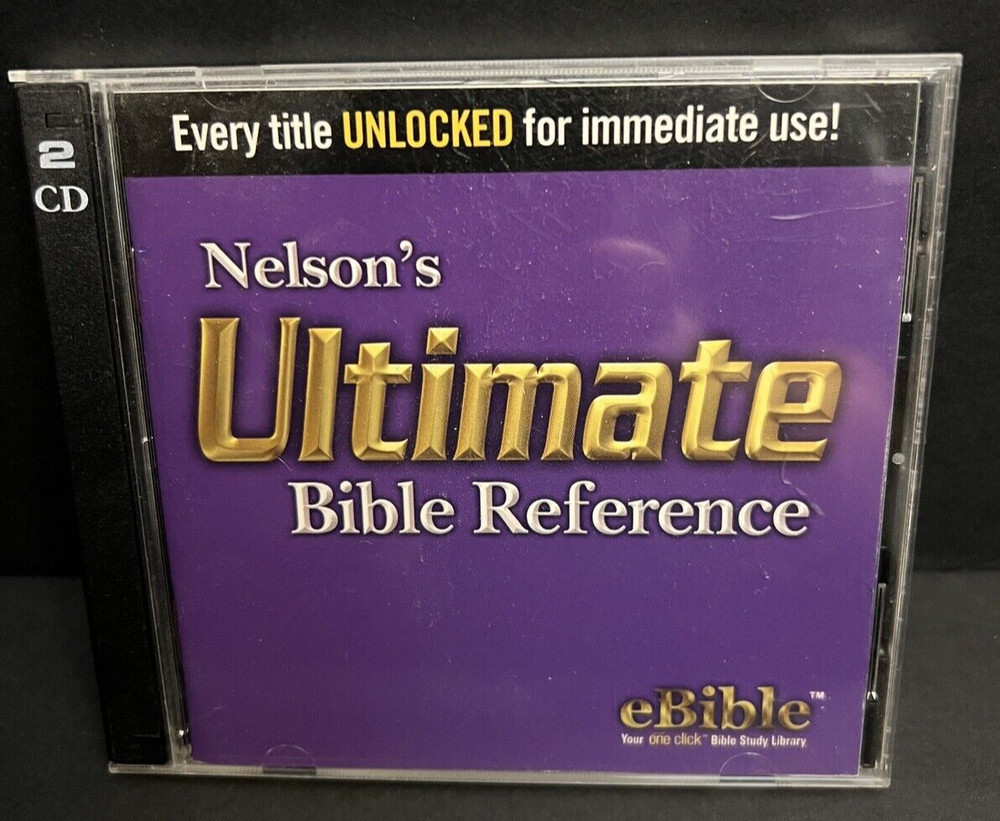 Every title UNLOCKED for immediate use!
2
CD
Nelson's
Ultimate
Bible Reference
eBible™
Your one click™ Bible Study Library